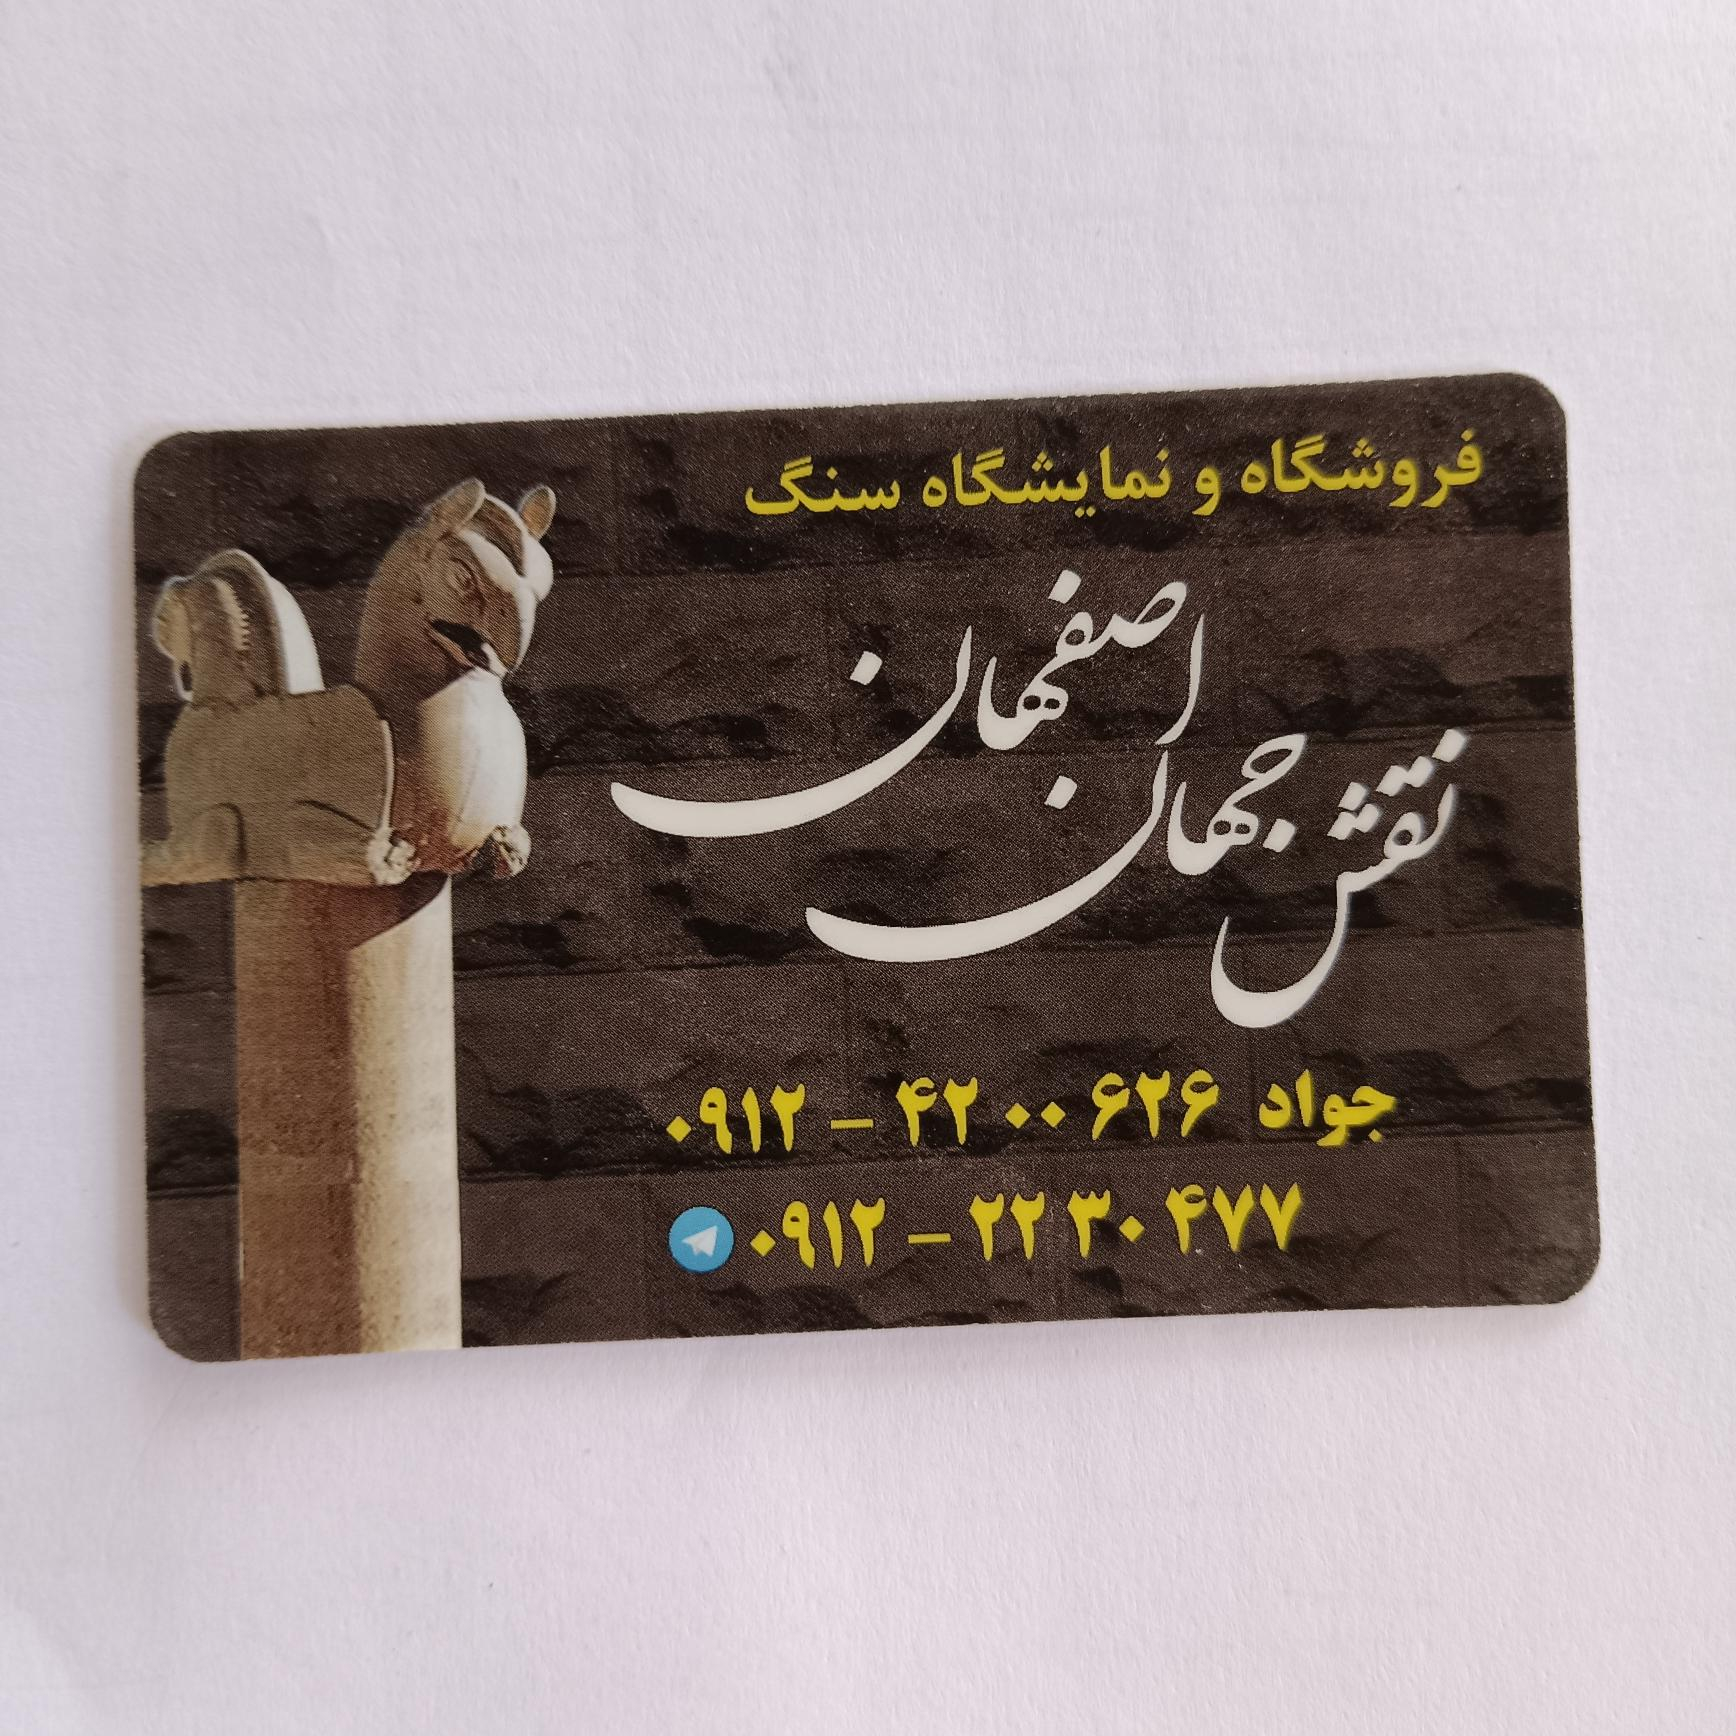 فروشگاه و نمایشگاه سنگ
نقش جهان اصفهان
جواد ۰۹۱۲ - ۴۲ ۰۰ ۶۲۶
۰۹۱۲ - ۲۲ ۳۰ ۴۷۷